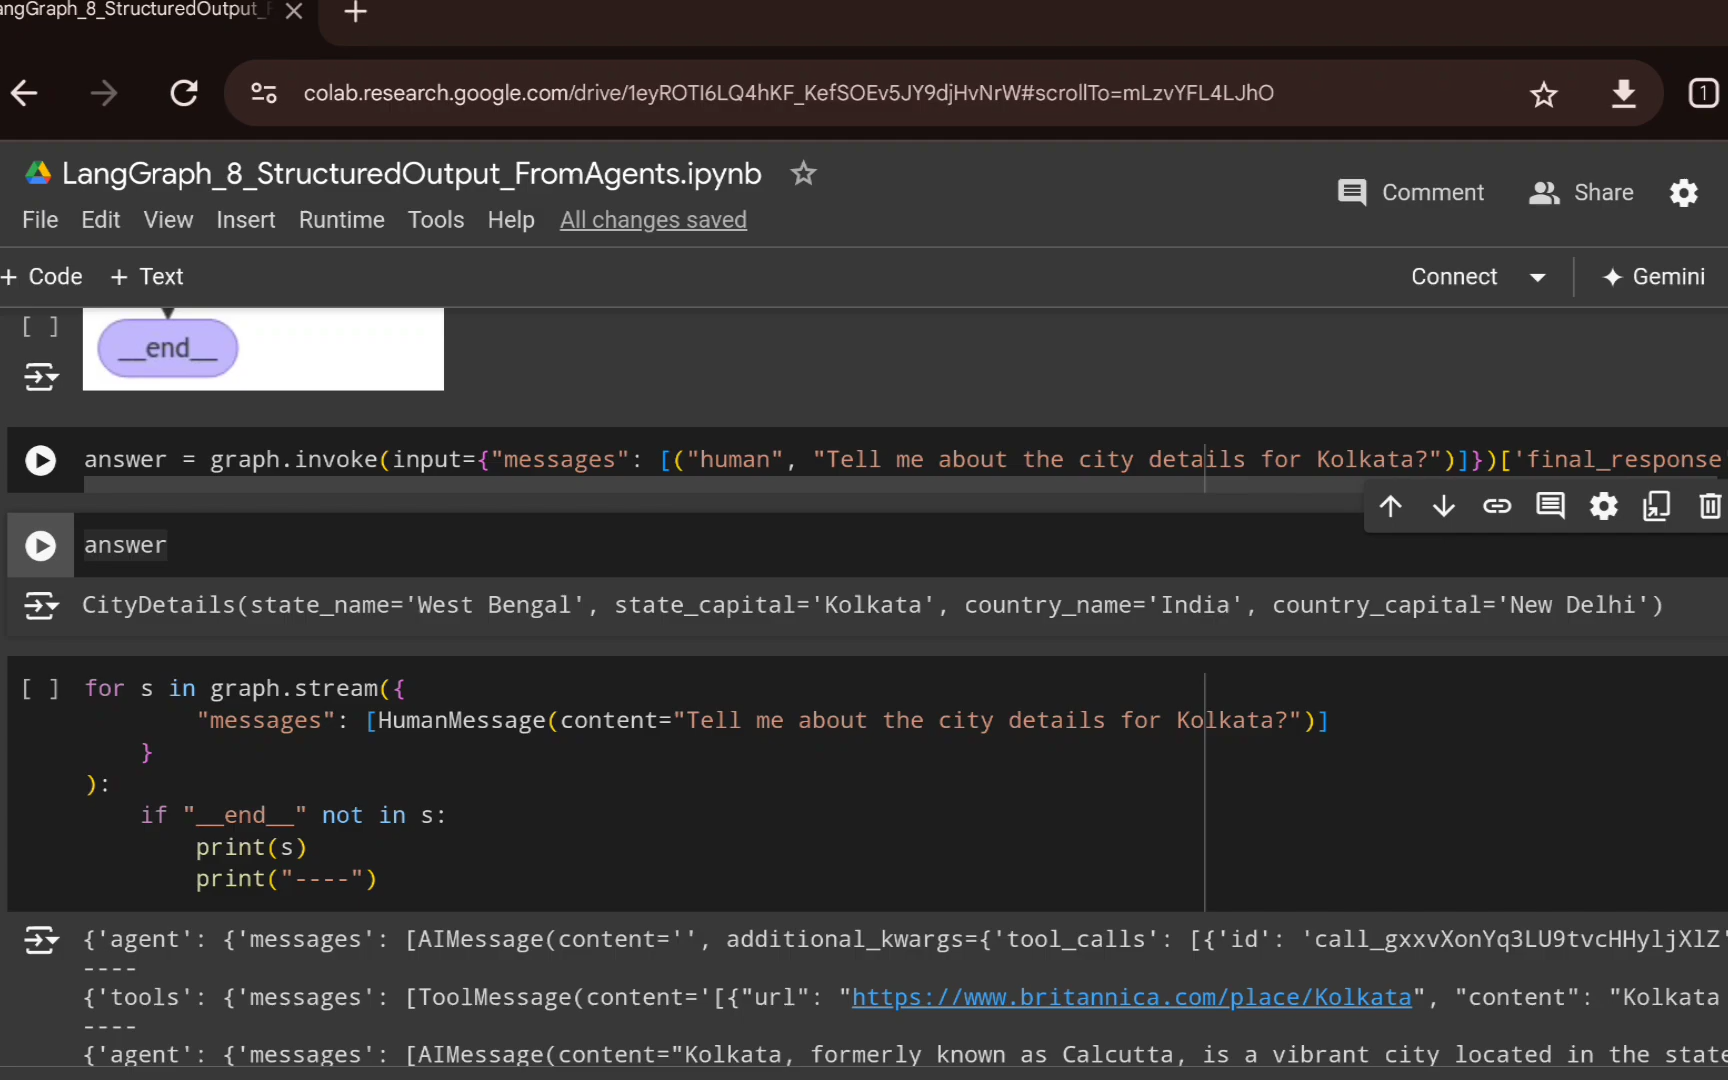 angGraph_8_StructuredOutput_F
colab.research.google.com/drive/1eyROTI6LQ4hKF_KefSOEv5JY9djHvNrW#scrollTo=mLzvYFL4LJhO
1
LangGraph_8_StructuredOutput_FromAgents.ipynb
Comment Share
File Edit View Insert Runtime Tools Help All changes saved
+ Code + Text Connect Gemini
[ ]
__end__
answer = graph.invoke(input={"messages": [("human", "Tell me about the city details for Kolkata?")]})['final_response
answer
CityDetails(state_name='West Bengal', state_capital='Kolkata', country_name='India', country_capital='New Delhi')
[ ] for s in graph.stream({
"messages": [HumanMessage(content="Tell me about the city details for Kolkata?")]
}
):
if "__end__" not in s:
print(s)
print("----")
{'agent': {'messages': [AIMessage(content='', additional_kwargs={'tool_calls': [{'id': 'call_gxxvXonYq3LU9tvcHHyljXlZ'
----
{'tools': {'messages': [ToolMessage(content='[{"url": "https://www.britannica.com/place/Kolkata", "content": "Kolkata
----
{'agent': {'messages': [AIMessage(content="Kolkata, formerly known as Calcutta, is a vibrant city located in the state